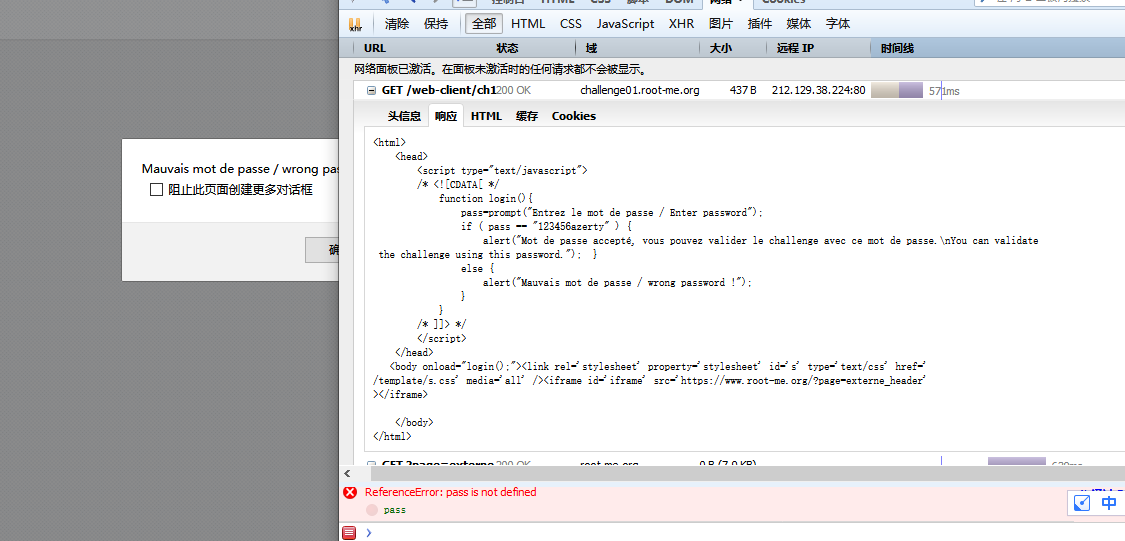 网络
Cookies
清除 保持 全部 HTML CSS JavaScript XHR 图片 插件 媒体 字体
URL 状态 域 大小 远程 IP 时间线
网络面板已激活。在面板未激活时的任何请求都不会被显示。
GET /web-client/ch1 200 OK challenge01.root-me.org 437 B 212.129.38.224:80 571ms
头信息 响应 HTML 缓存 Cookies
<html>
<head>
<script type="text/javascript">
/* <![CDATA[ */
function login(){
pass=prompt("Entrez le mot de passe / Enter password");
if ( pass == "123456azerty" ) {
alert("Mot de passe accepté, vous pouvez valider le challenge avec ce mot de passe.\nYou can validate
the challenge using this password.");  }
else {
alert("Mauvais mot de passe / wrong password !");
}
}
/* ]]> */
</script>
</head>
<body onload="login();"><link rel='stylesheet' property='stylesheet' id='s' type='text/css' href='
/template/s.css' media='all' /><iframe id='iframe' src='https://www.root-me.org/?page=externe_header'
></iframe>
</body>
</html>
GET ?page=externe 200 OK root-me.org 0 B (7.9 KB)
ReferenceError: pass is not defined
pass
中
Mauvais mot de passe / wrong pas
阻止此页面创建更多对话框
确